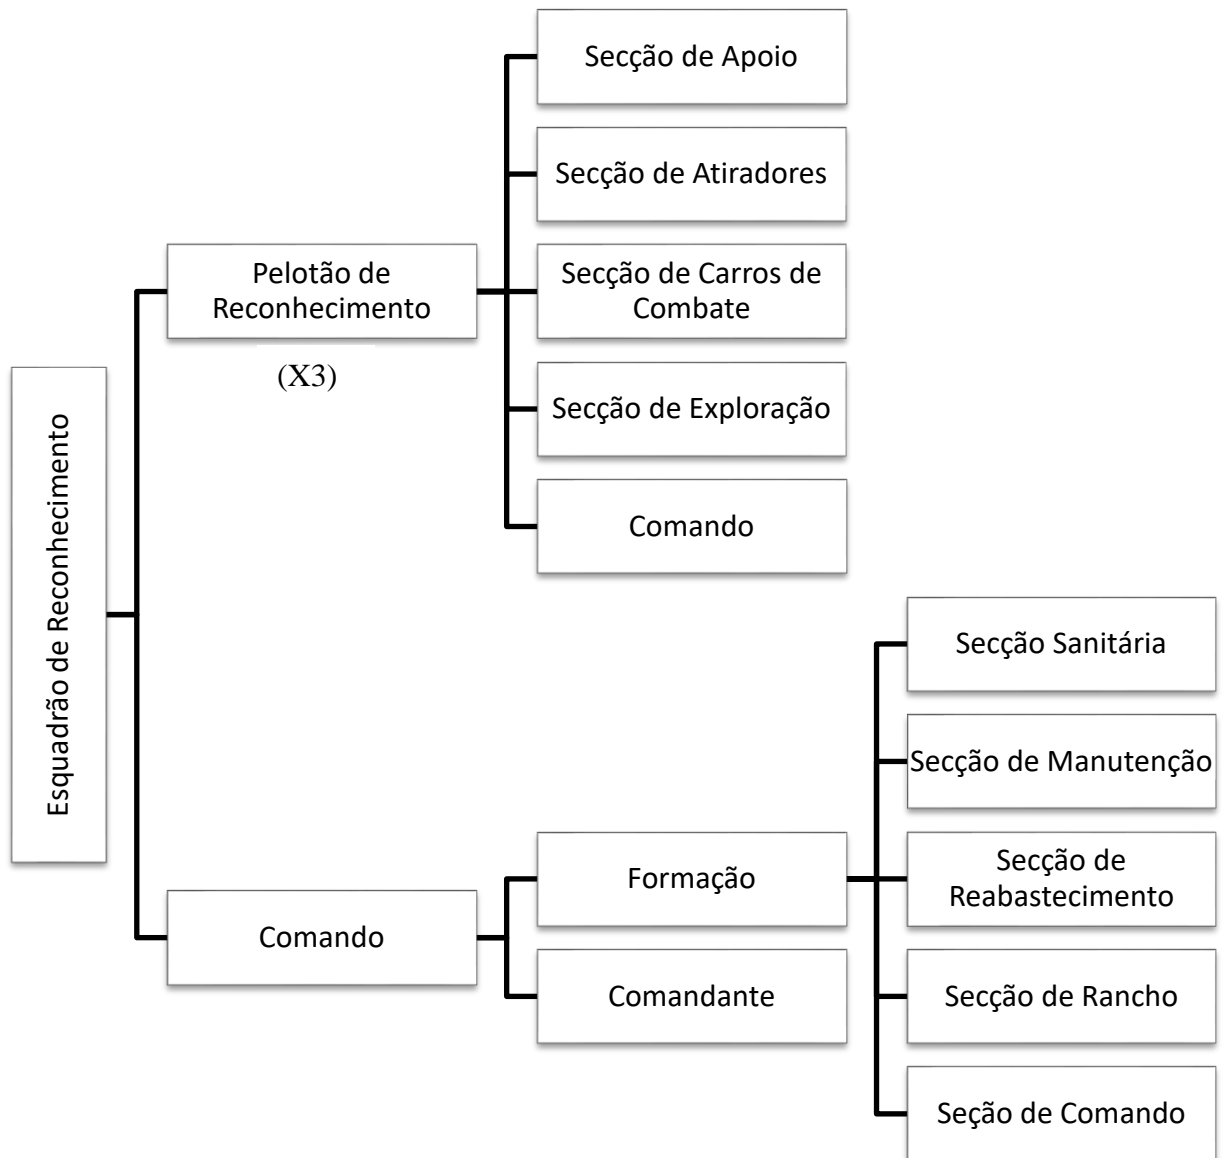 Secção de Apoio
Secção de Atiradores
Pelotão de
Reconhecimento
(X3)
Secção de Carros de
Combate
Secção de Exploração
Comando
Esquadrão de Reconhecimento
Secção Sanitária
Secção de Manutenção
Formação
Secção de
Reabastecimento
Comando
Comandante
Secção de Rancho
Seção de Comando